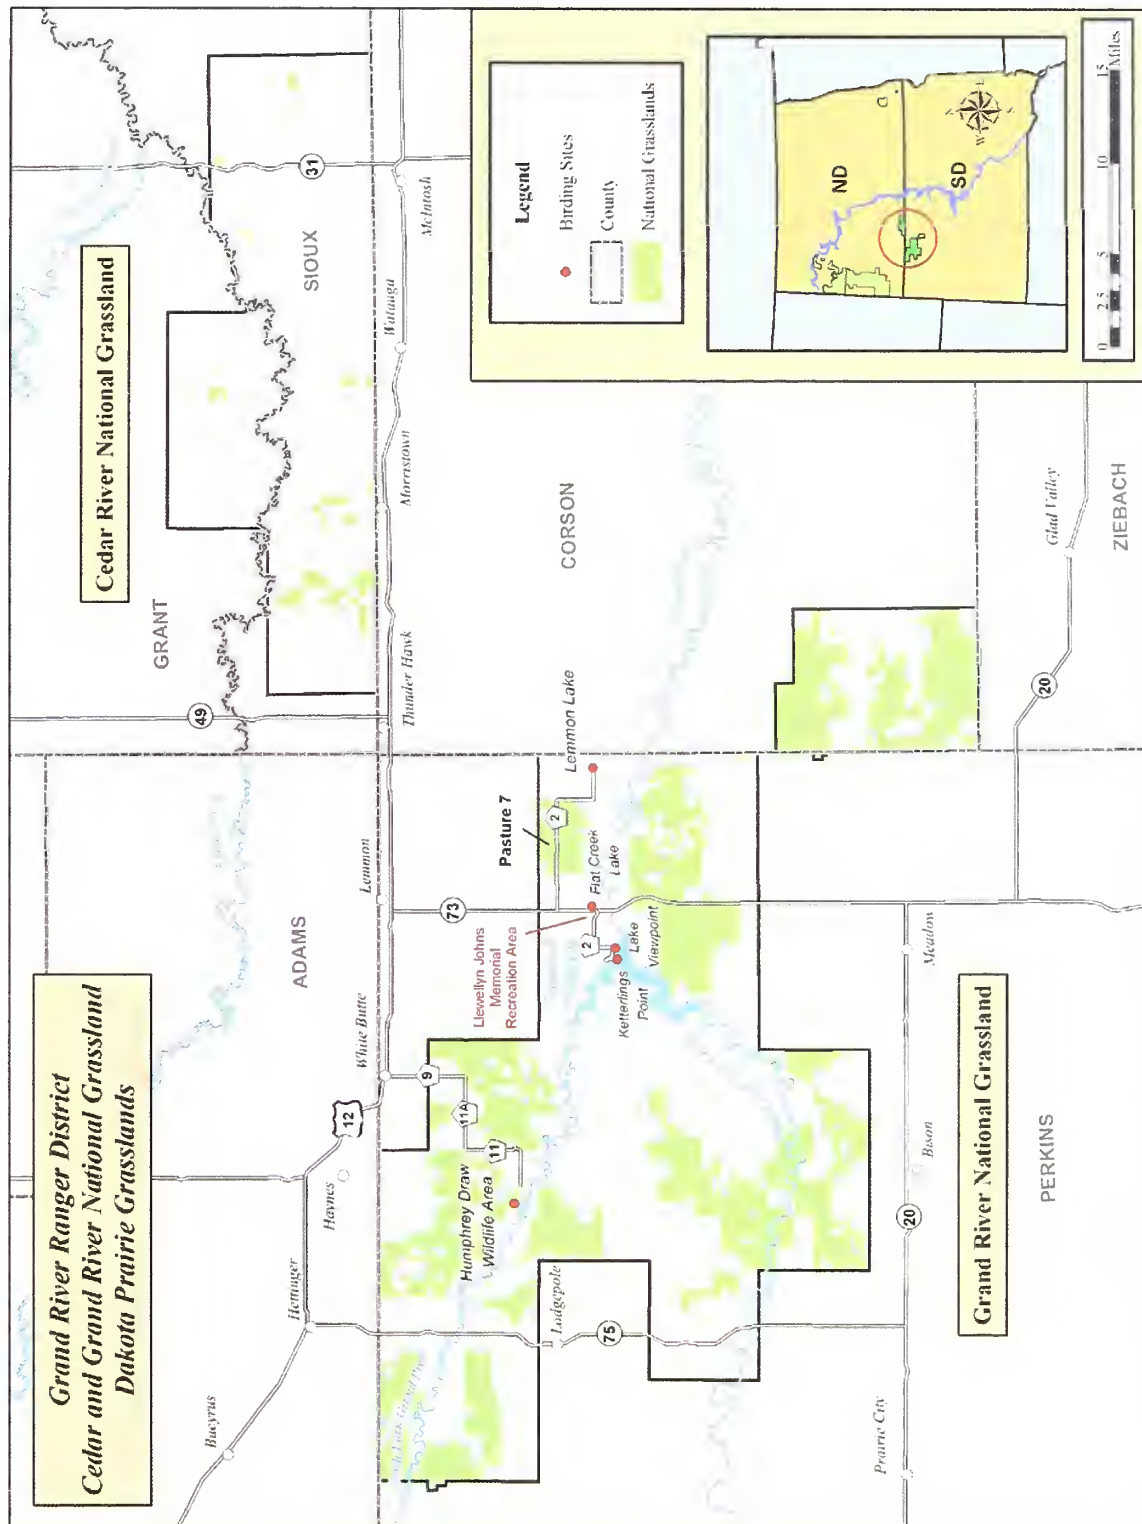 Grand River Ranger District
Cedar and Grand River National Grassland
Dakota Prairie Grasslands
Cedar River National Grassland
GRANT
SIOUX
ADAMS
CORSON
ZIEBACH
PERKINS
Bucyrus
Hettinger
Haynes
White Butte
Lemmon
Thunder Hawk
Morristown
Watauga
McIntosh
12
49
31
73
9
11A
11
2
2
75
20
20
Humphrey Draw
Wildlife Area
Llewellyn Johns
Memorial
Recreation Area
Pasture 7
Flat Creek
Lake
Lemmon Lake
Lake
Viewpoint
Ketterlings
Point
Lodgepole
Prairie City
Bison
Meadow
Glad Valley
Grand River National Grassland
Legend
Birding Sites
County
National Grasslands
ND
SD
N
E
S
W
0 2.5 5 10 15
Miles